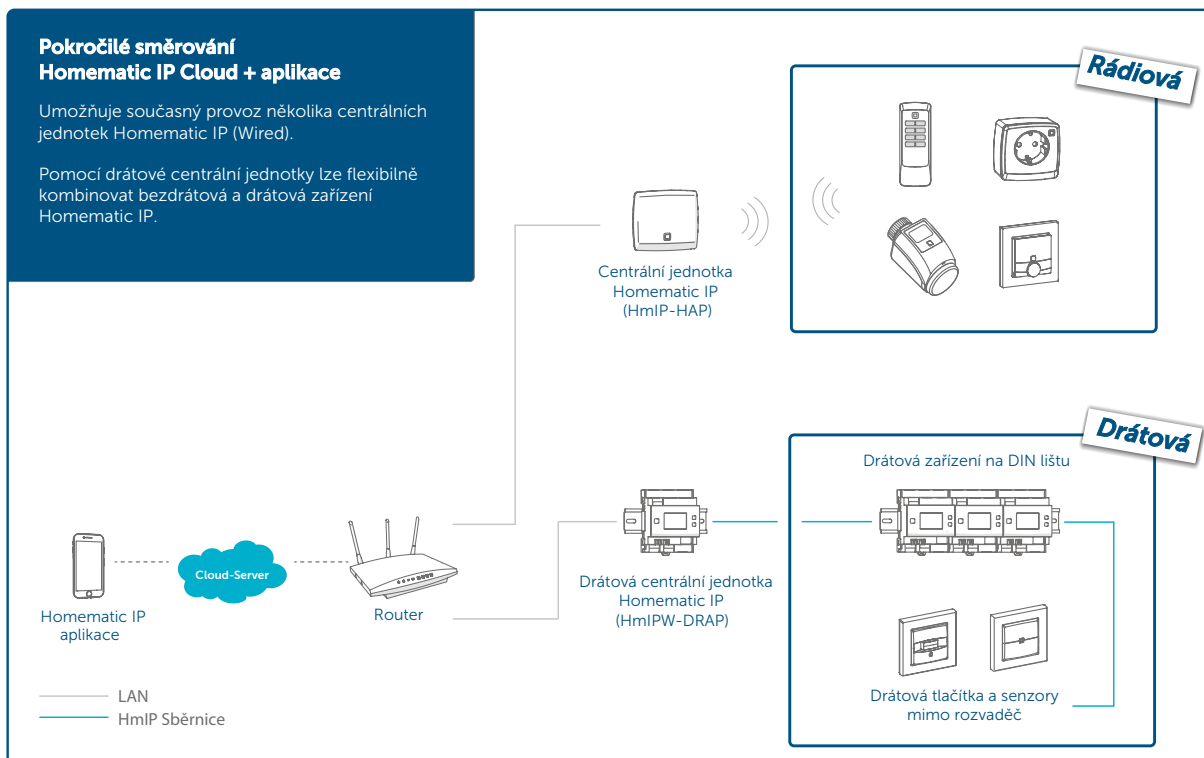 Pokročilé směrování
Homematic IP Cloud + aplikace
Umožňuje současný provoz několika centrálních
jednotek Homematic IP (Wired).
Pomocí drátové centrální jednotky lze flexibilně
kombinovat bezdrátová a drátová zařízení
Homematic IP.
Rádiová
Centrální jednotka
Homematic IP
(HmIP-HAP)
Drátová
Drátová zařízení na DIN lištu
Cloud-Server
Homematic IP
aplikace
Router
Drátová centrální jednotka
Homematic IP
(HmIPW-DRAP)
Drátová tlačítka a senzory
mimo rozvaděč
LAN
HmIP Sběrnice